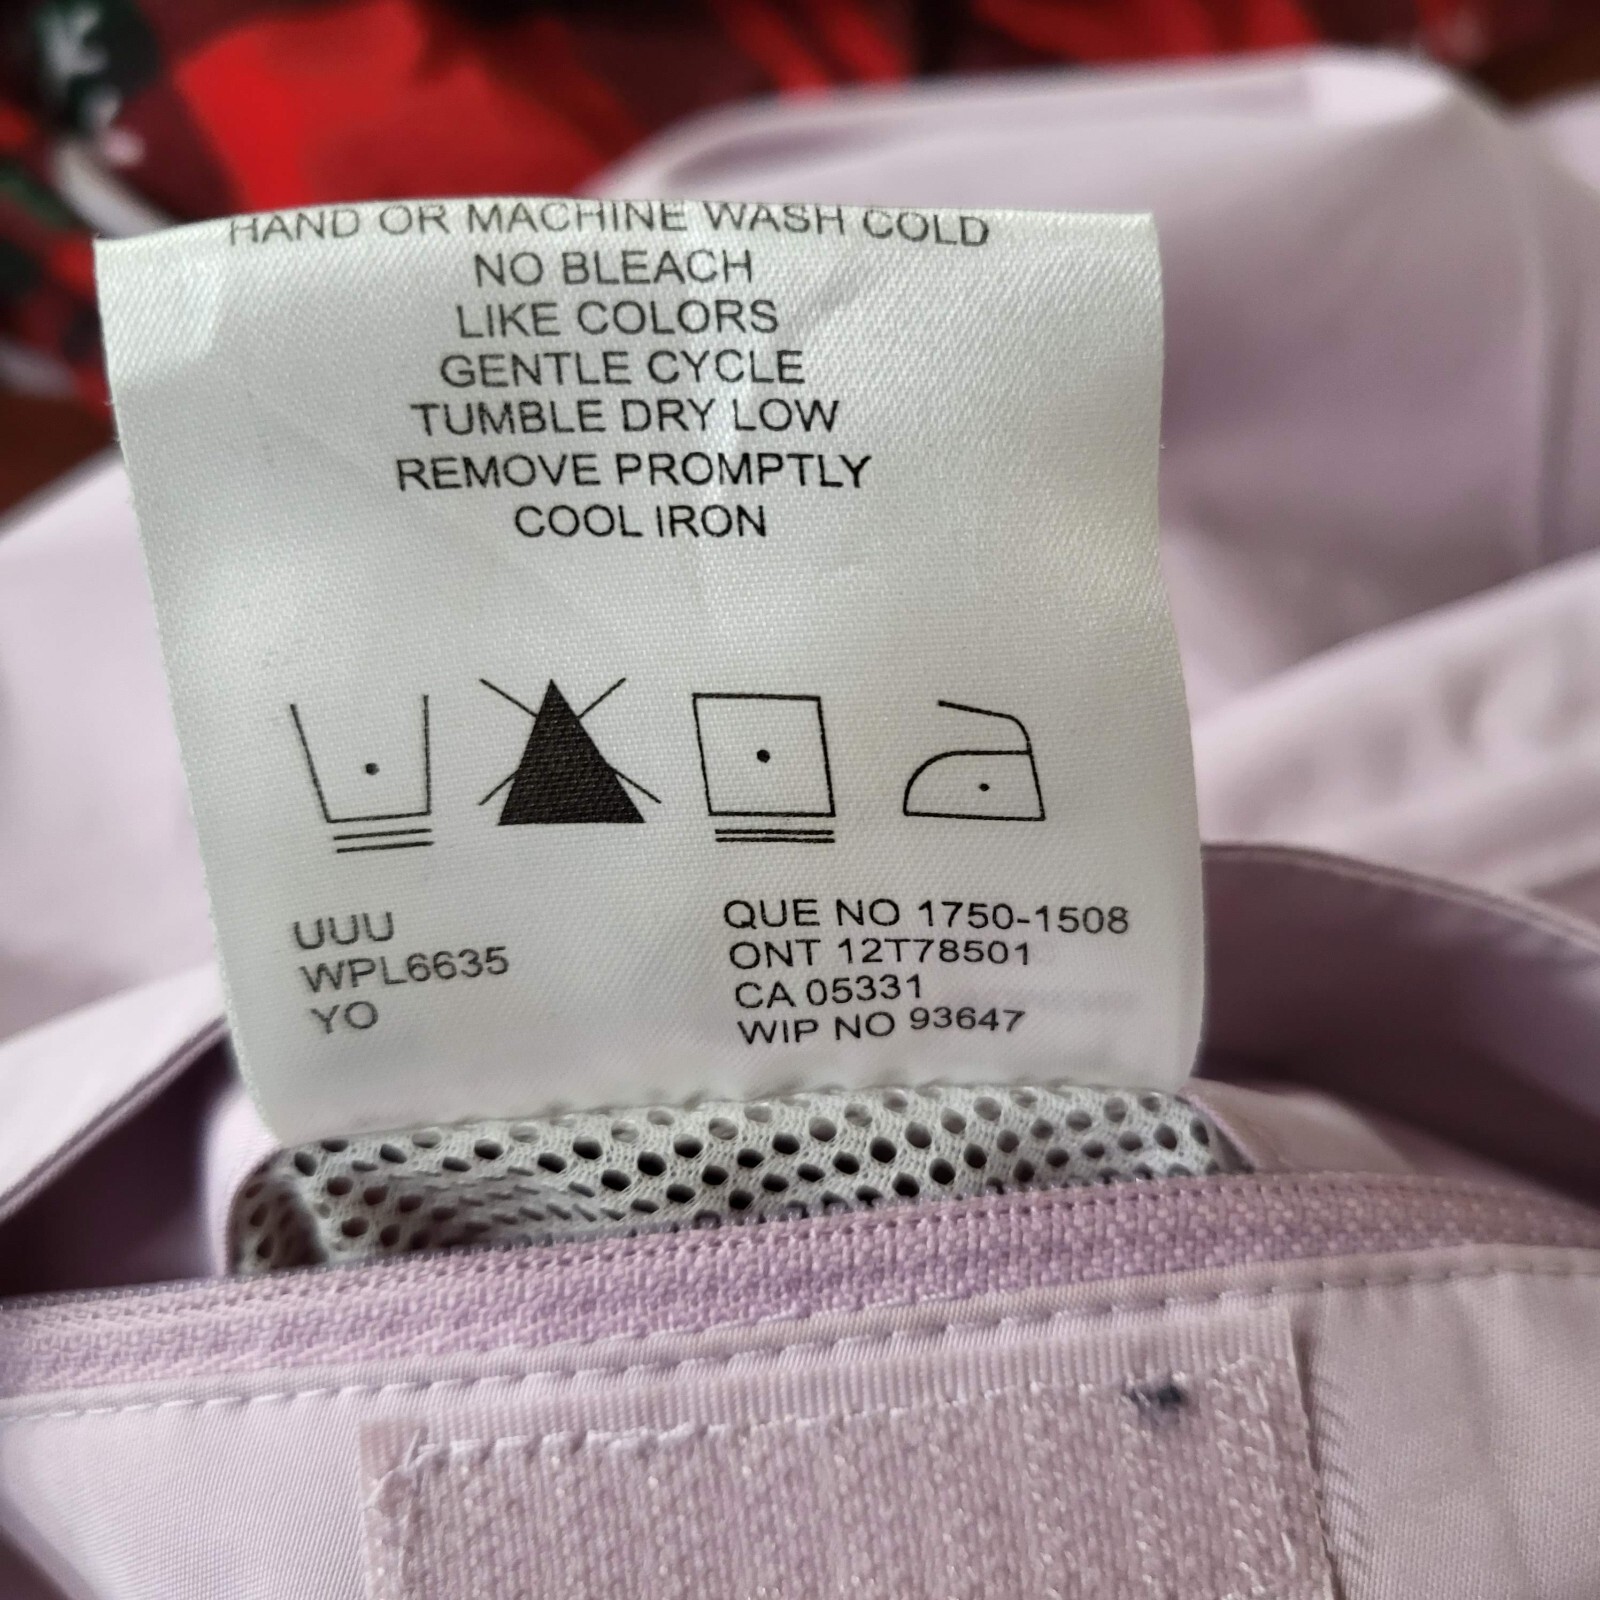 HAND OR MACHINE WASH COLD
NO BLEACH
LIKE COLORS
GENTLE CYCLE
TUMBLE DRY LOW
REMOVE PROMPTLY
COOL IRON
UUU
WPL6635
YO
QUE NO 1750-1508
ONT 12T78501
CA 05331
WIP NO 93647